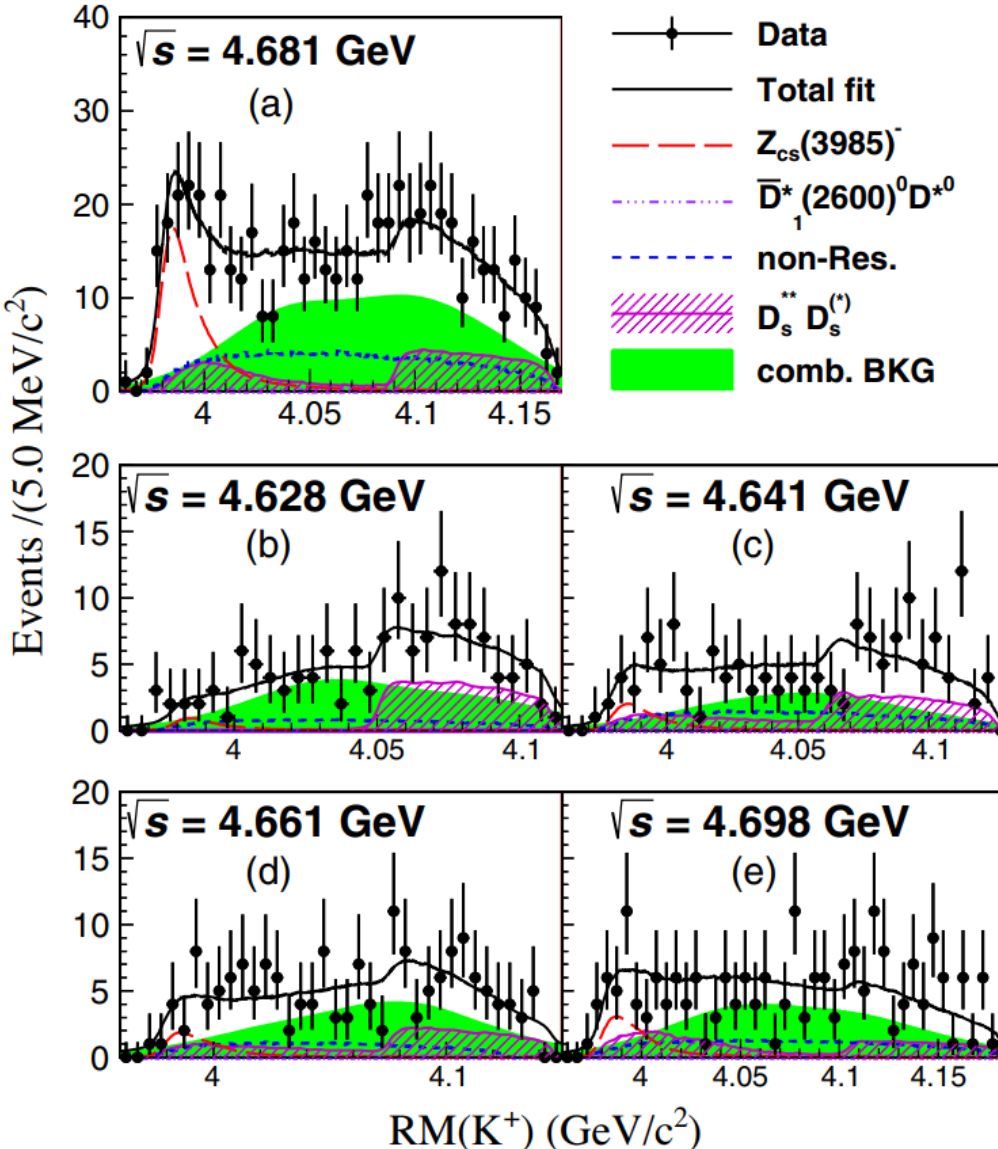 Events /(5.0 MeV/c²)
40
30
20
10
0
√s = 4.681 GeV
(a)
4 4.05 4.1 4.15
Data
Total fit
Z_cs(3985)⁻
D̅*₁(2600)⁰D*⁰
non-Res.
D_s** D_s^(*)
comb. BKG
20
15
10
5
0
√s = 4.628 GeV
(b)
4 4.05 4.1
√s = 4.641 GeV
(c)
4 4.05 4.1
20
15
10
5
0
√s = 4.661 GeV
(d)
4 4.1
√s = 4.698 GeV
(e)
4 4.05 4.1 4.15
RM(K⁺) (GeV/c²)